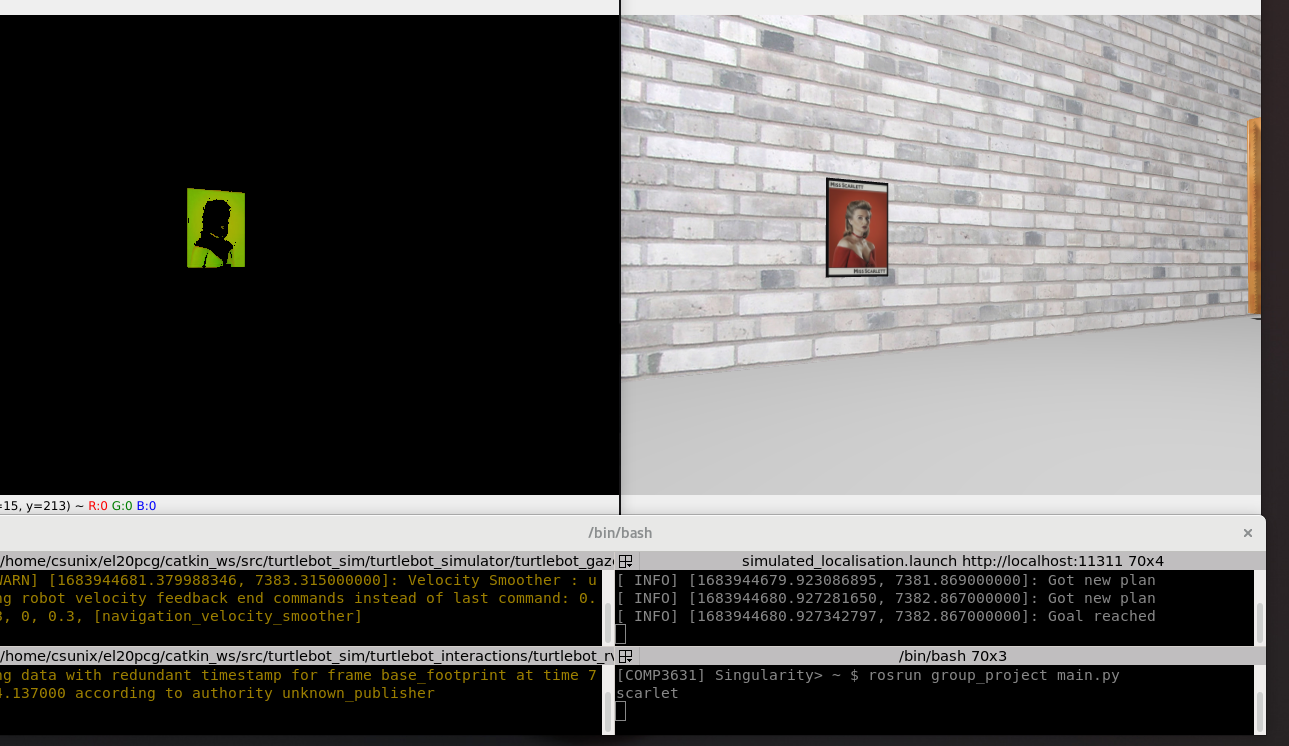 MISS SCARLETT
MISS SCARLETT
=15, y=213) ~ R:0 G:0 B:0
/bin/bash
/home/csunix/el20pcg/catkin_ws/src/turtlebot_sim/turtlebot_simulator/turtlebot_gaz
simulated_localisation.launch http://localhost:11311 70x4
WARN] [1683944681.379988346, 7383.315000000]: Velocity Smoother : u
ng robot velocity feedback end commands instead of last command: 0.
3, 0, 0.3, [navigation_velocity_smoother]
[ INFO] [1683944679.923086895, 7381.869000000]: Got new plan
[ INFO] [1683944680.927281650, 7382.867000000]: Got new plan
[ INFO] [1683944680.927342797, 7382.867000000]: Goal reached
/home/csunix/el20pcg/catkin_ws/src/turtlebot_sim/turtlebot_interactions/turtlebot_rv
/bin/bash 70x3
ng data with redundant timestamp for frame base_footprint at time 7
4.137000 according to authority unknown_publisher
[COMP3631] Singularity> ~ $ rosrun group_project main.py
scarlet